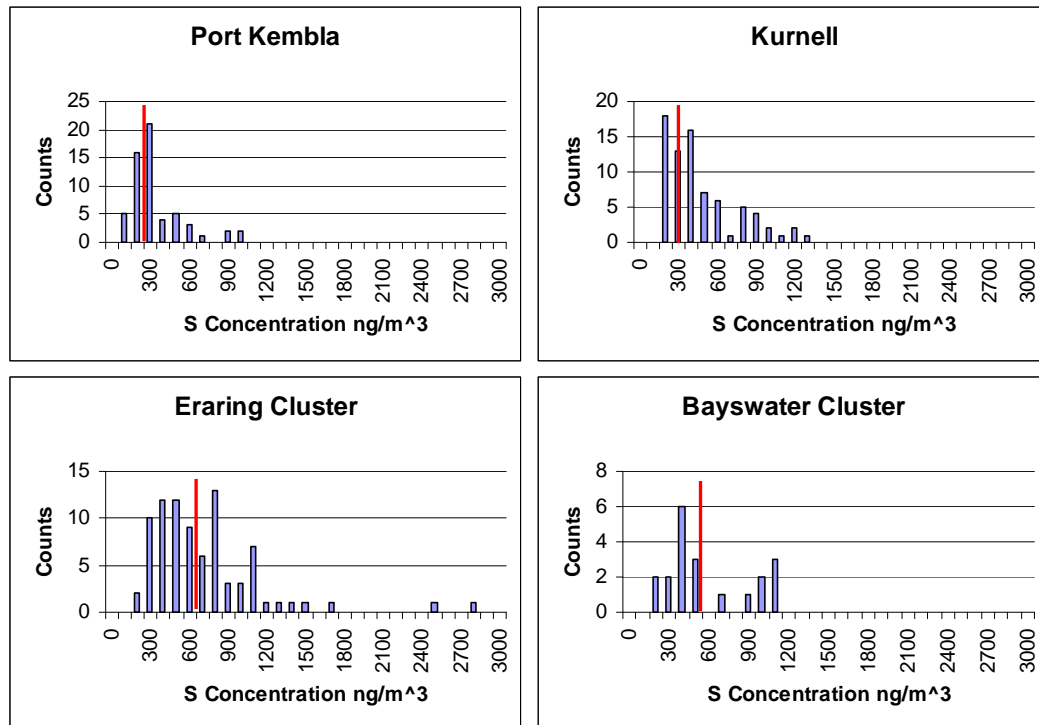 Port Kembla
25
20
15
10
5
0
Counts
0 300 600 900 1200 1500 1800 2100 2400 2700 3000
S Concentration ng/m^3
Kurnell
20
15
10
5
0
Counts
0 300 600 900 1200 1500 1800 2100 2400 2700 3000
S Concentration ng/m^3
Eraring Cluster
15
10
5
0
Counts
0 300 600 900 1200 1500 1800 2100 2400 2700 3000
S Concentration ng/m^3
Bayswater Cluster
8
6
4
2
0
Counts
0 300 600 900 1200 1500 1800 2100 2400 2700 3000
S Concentration ng/m^3